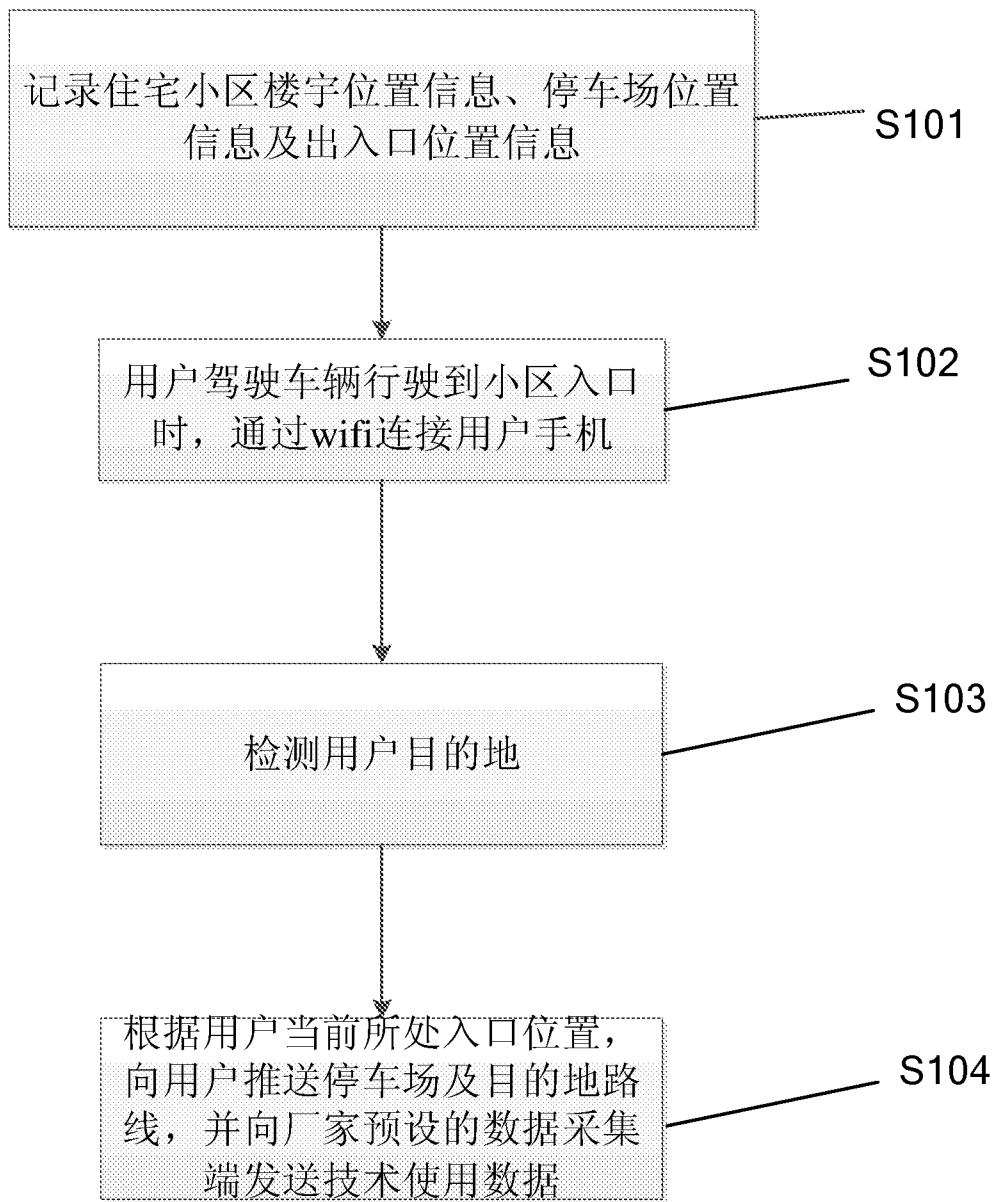 记录住宅小区楼宇位置信息、停车场位置
信息及出入口位置信息
S101
用户驾驶车辆行驶到小区入口
时，通过wifi连接用户手机
S102
检测用户目的地
S103
根据用户当前所处入口位置，
向用户推送停车场及目的地路
线，并向厂家预设的数据采集
端发送技术使用数据
S104